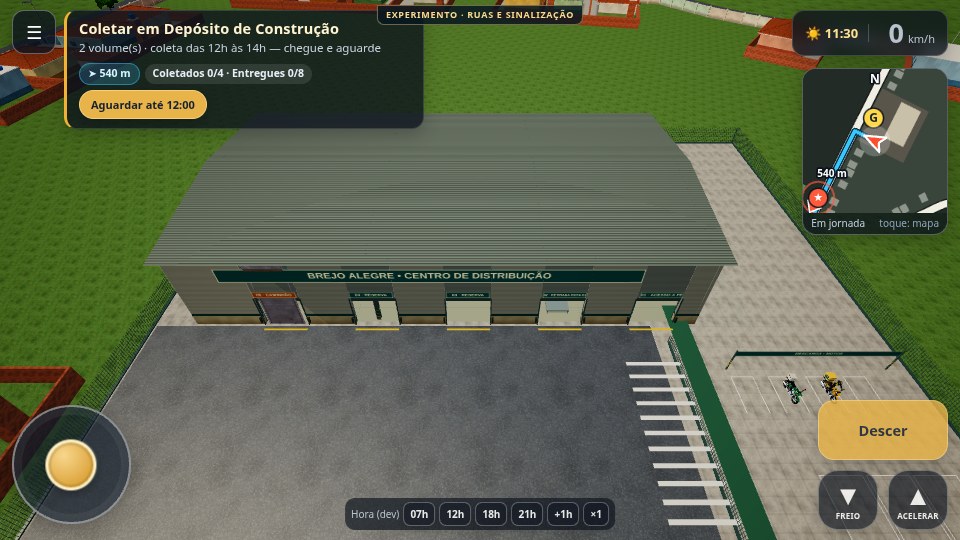 EXPERIMENTO · RUAS E SINALIZAÇÃO
☰
Coletar em Depósito de Construção
2 volume(s) · coleta das 12h às 14h — chegue e aguarde
➤ 540 m
Coletados 0/4 · Entregues 0/8
Aguardar até 12:00
☀️ 11:30
0 km/h
N
G
540 m
Em jornada
toque: mapa
BREJO ALEGRE • CENTRO DE DISTRIBUIÇÃO
Descer
▼
FREIO
▲
ACELERAR
Hora (dev)
07h
12h
18h
21h
+1h
×1